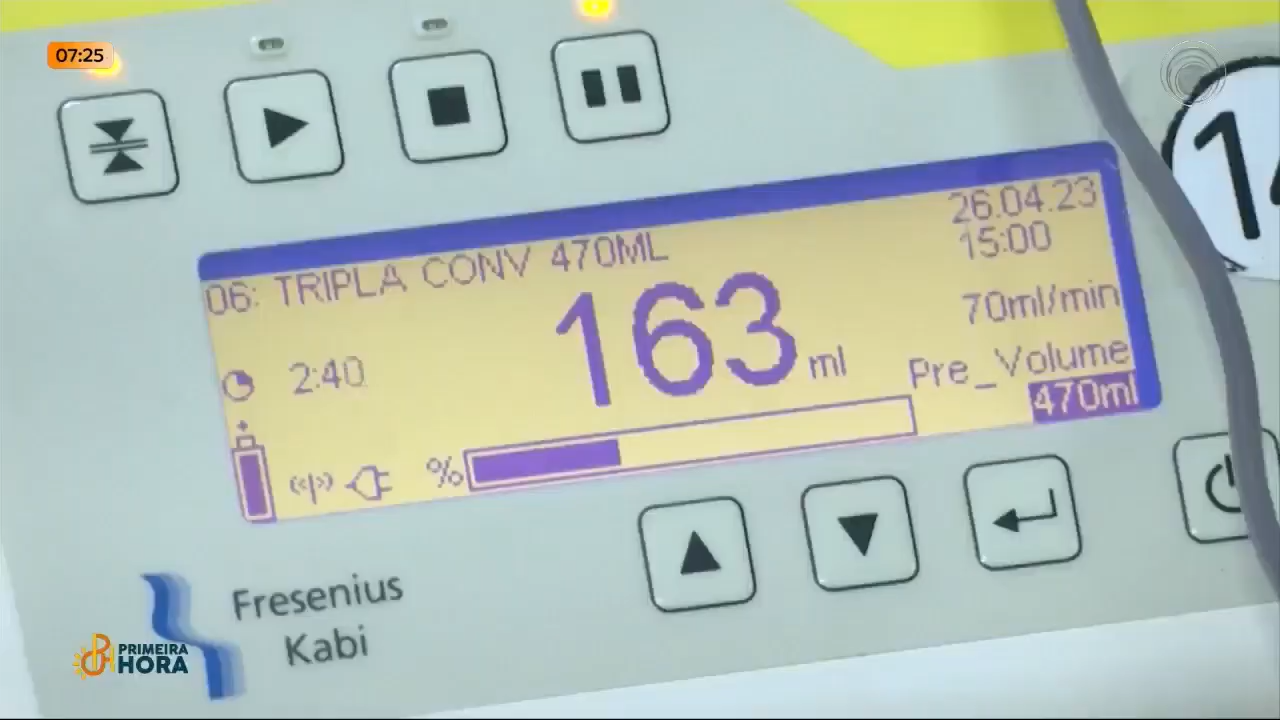 07:25
26.04.23
15:00
06: TRIPLA CONV 470ML
163 ml
70ml/min
2:40
Pre_Volume
470ml
%
Fresenius
Kabi
PRIMEIRA
HORA